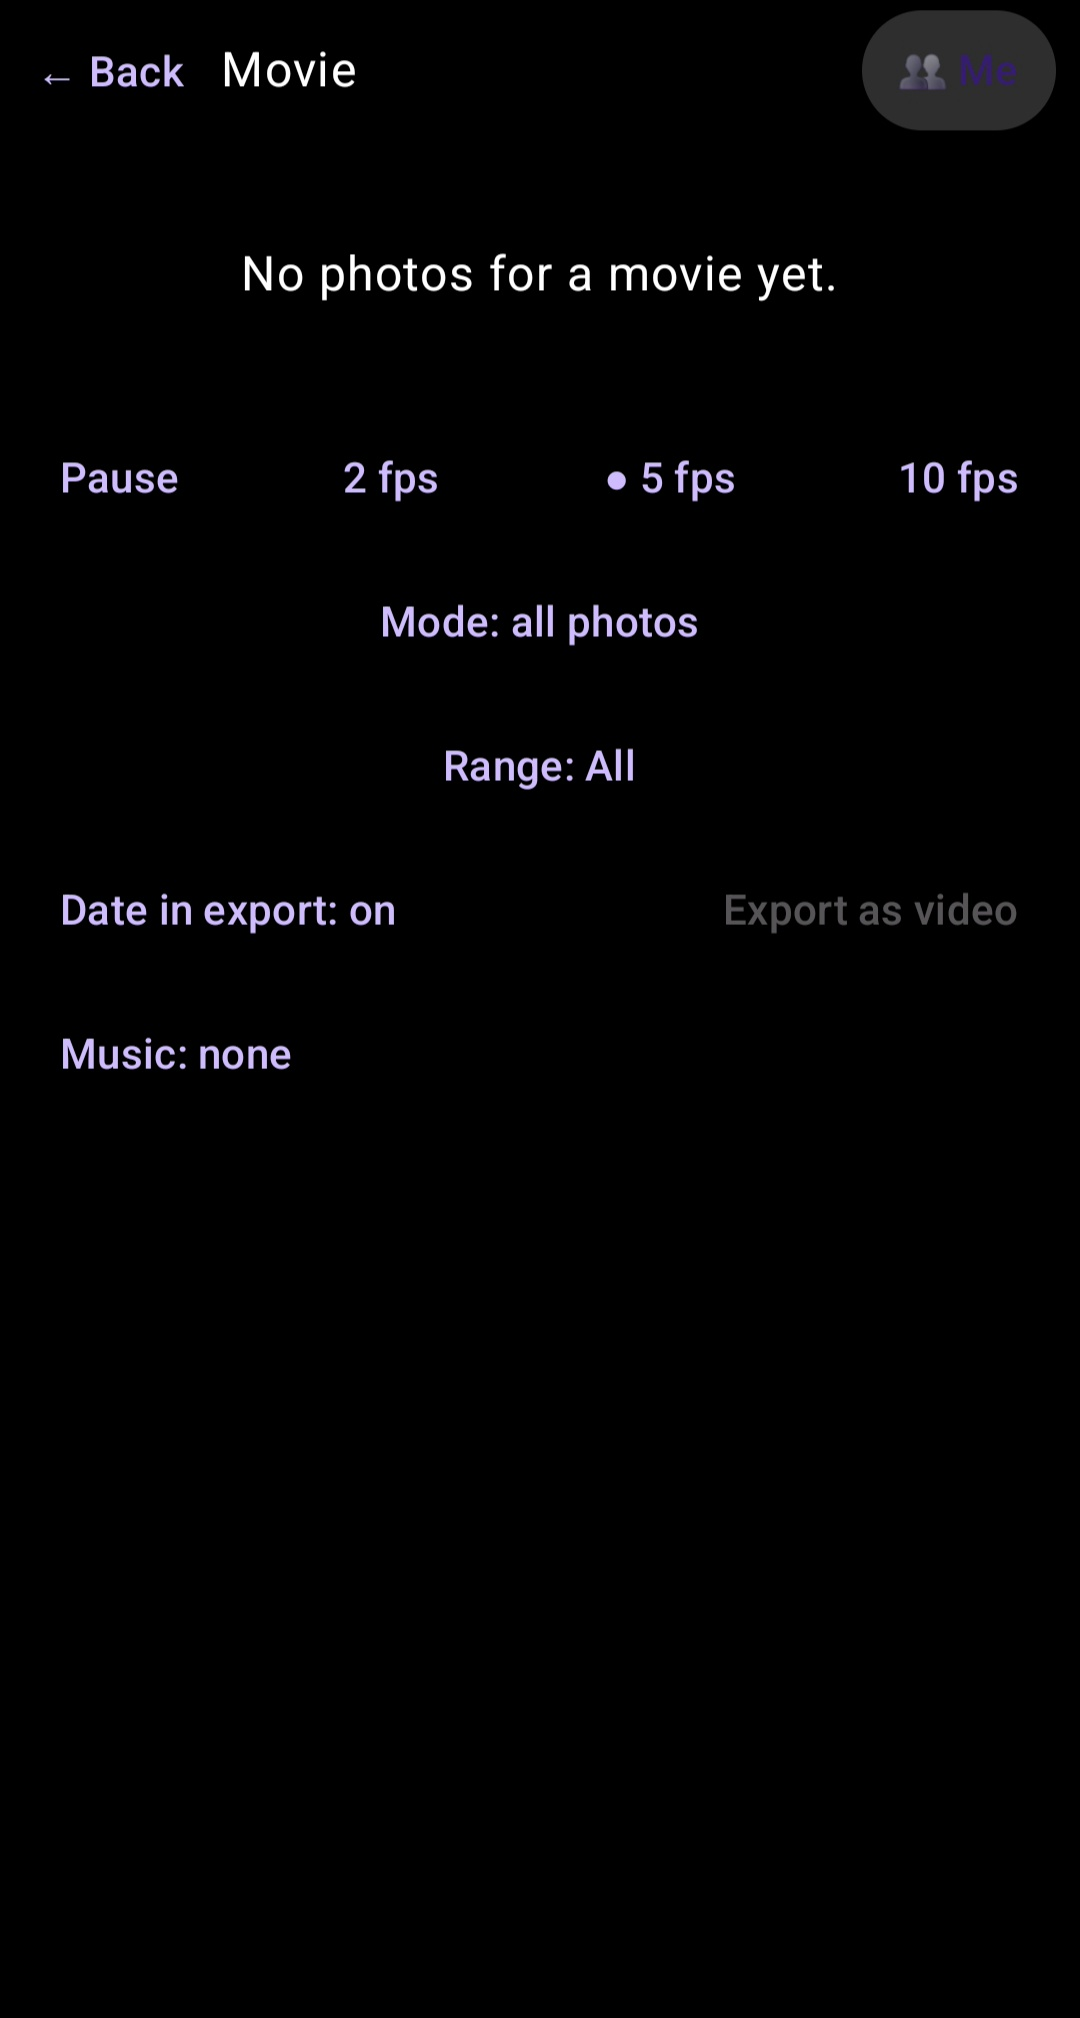 ← Back Movie 👥 Me
No photos for a movie yet.
Pause 2 fps ● 5 fps 10 fps
Mode: all photos
Range: All
Date in export: on Export as video
Music: none